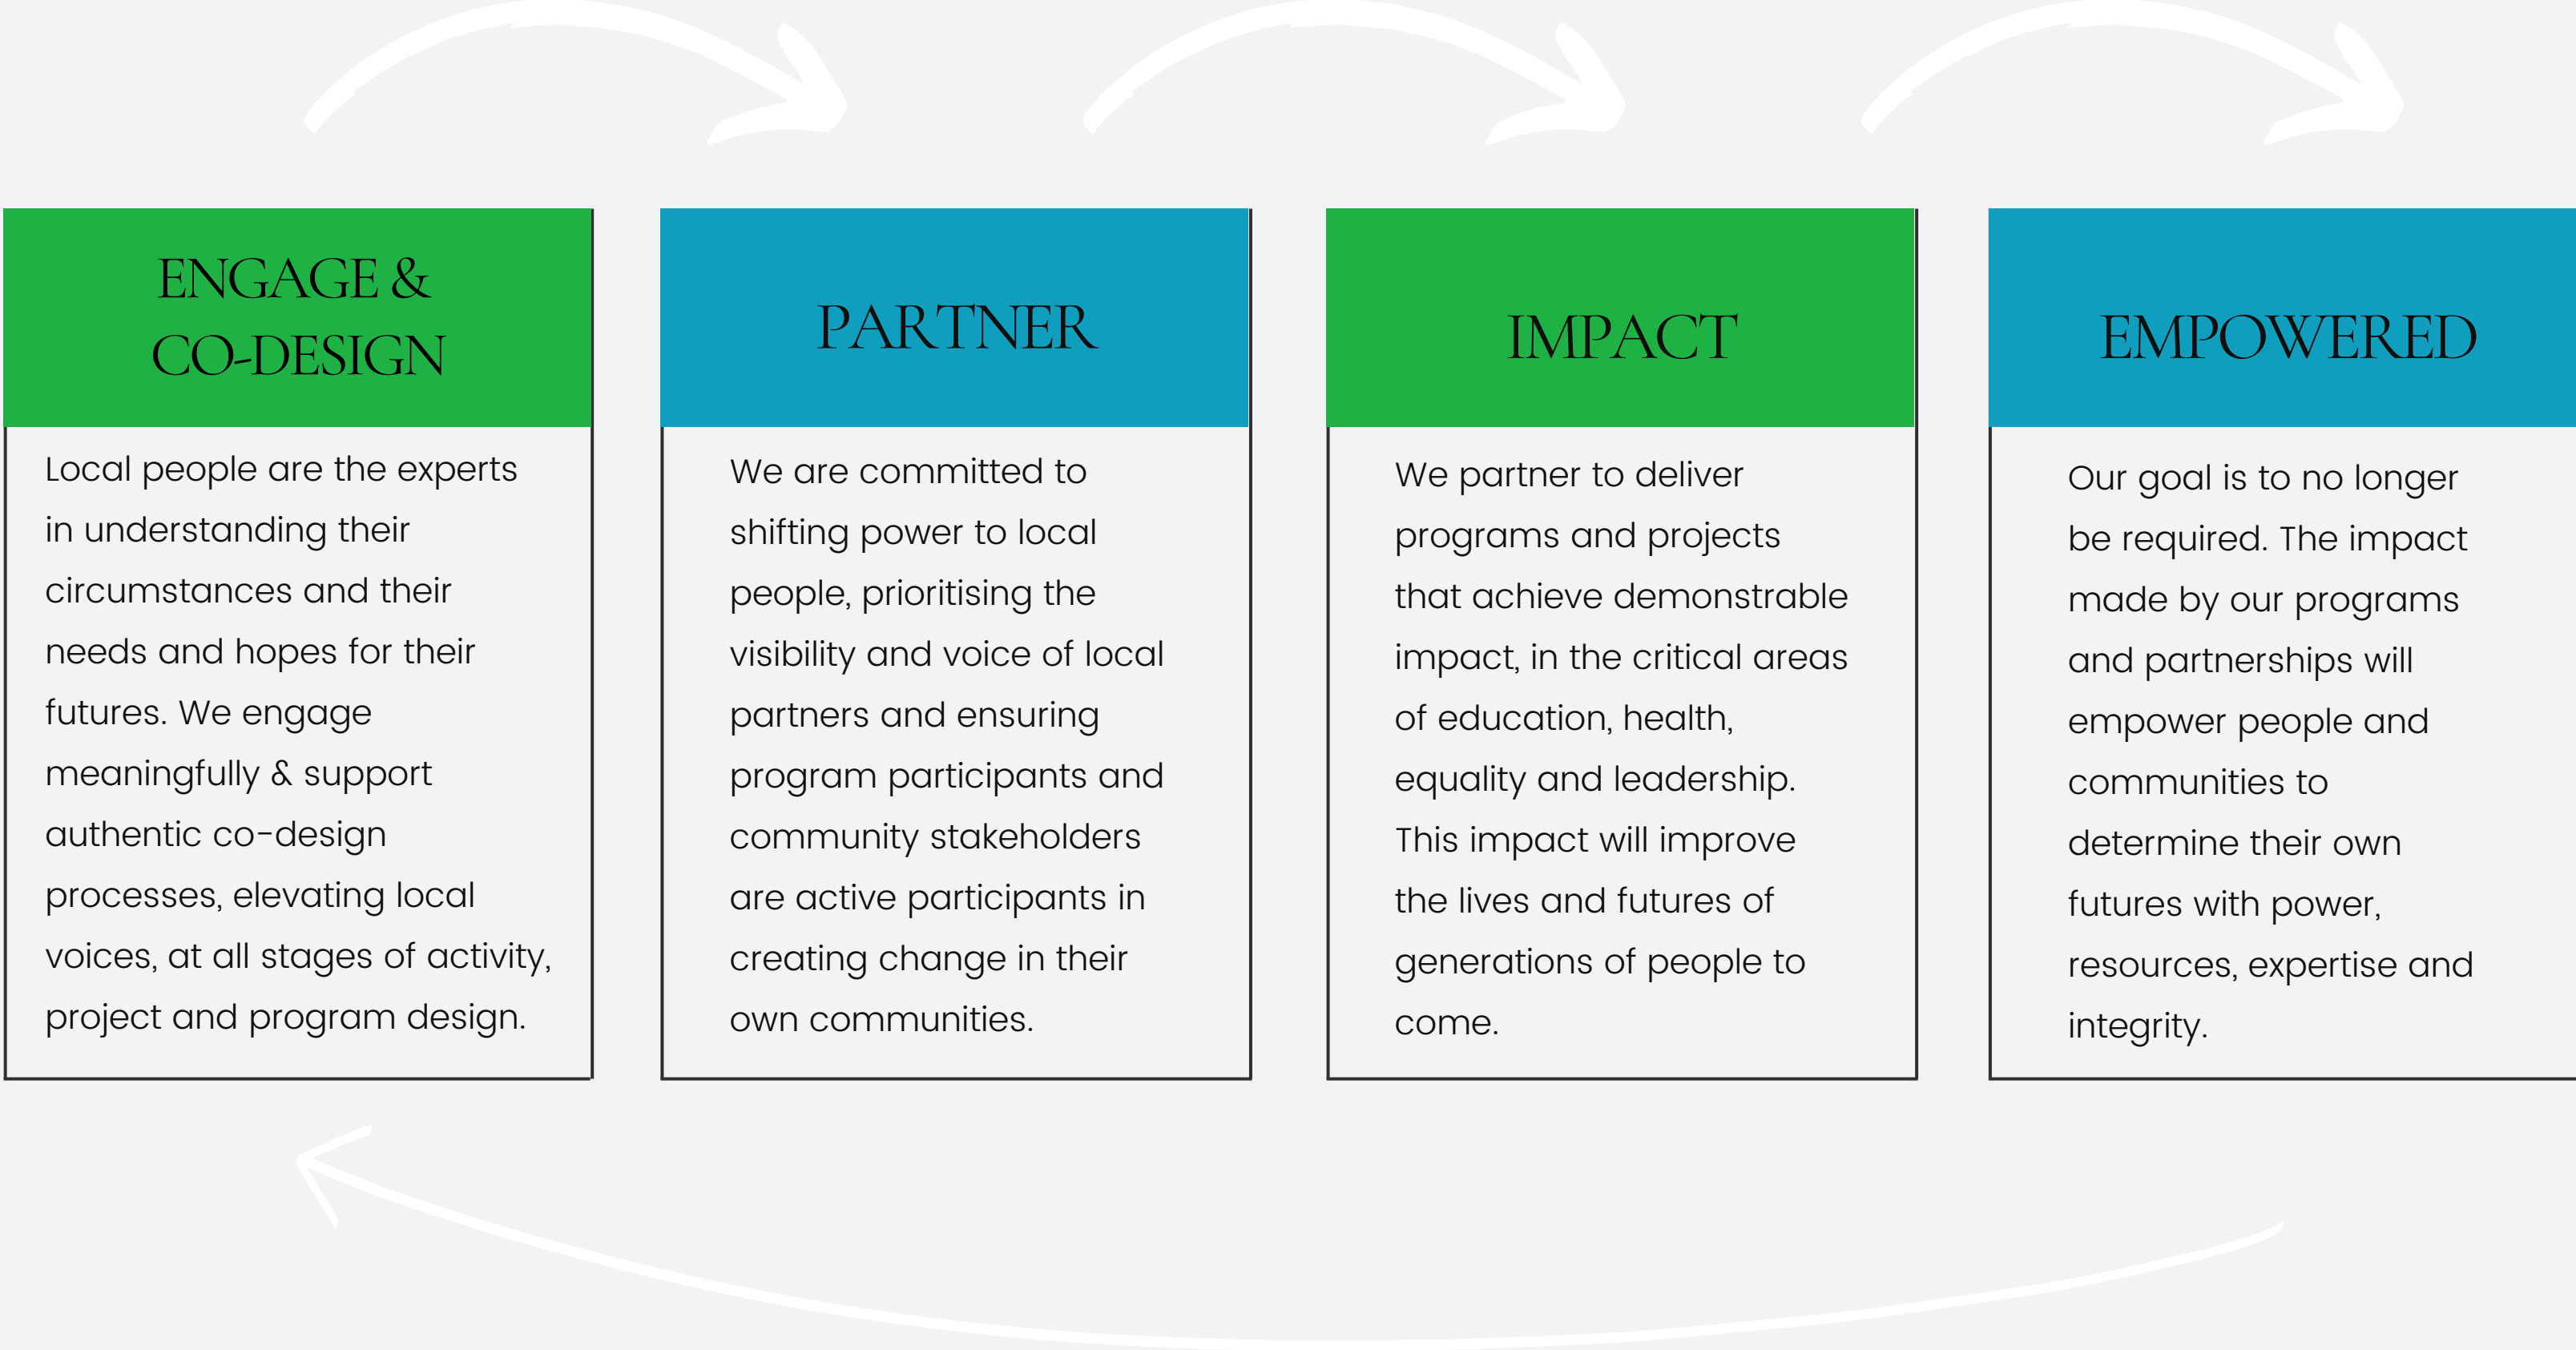 ENGAGE &
CO-DESIGN
Local people are the experts
in understanding their
circumstances and their
needs and hopes for their
futures. We engage
meaningfully & support
authentic co-design
processes, elevating local
voices, at all stages of activity,
project and program design.
PARTNER
We are committed to
shifting power to local
people, prioritising the
visibility and voice of local
partners and ensuring
program participants and
community stakeholders
are active participants in
creating change in their
own communities.
IMPACT
We partner to deliver
programs and projects
that achieve demonstrable
impact, in the critical areas
of education, health,
equality and leadership.
This impact will improve
the lives and futures of
generations of people to
come.
EMPOWERED
Our goal is to no longer
be required. The impact
made by our programs
and partnerships will
empower people and
communities to
determine their own
futures with power,
resources, expertise and
integrity.